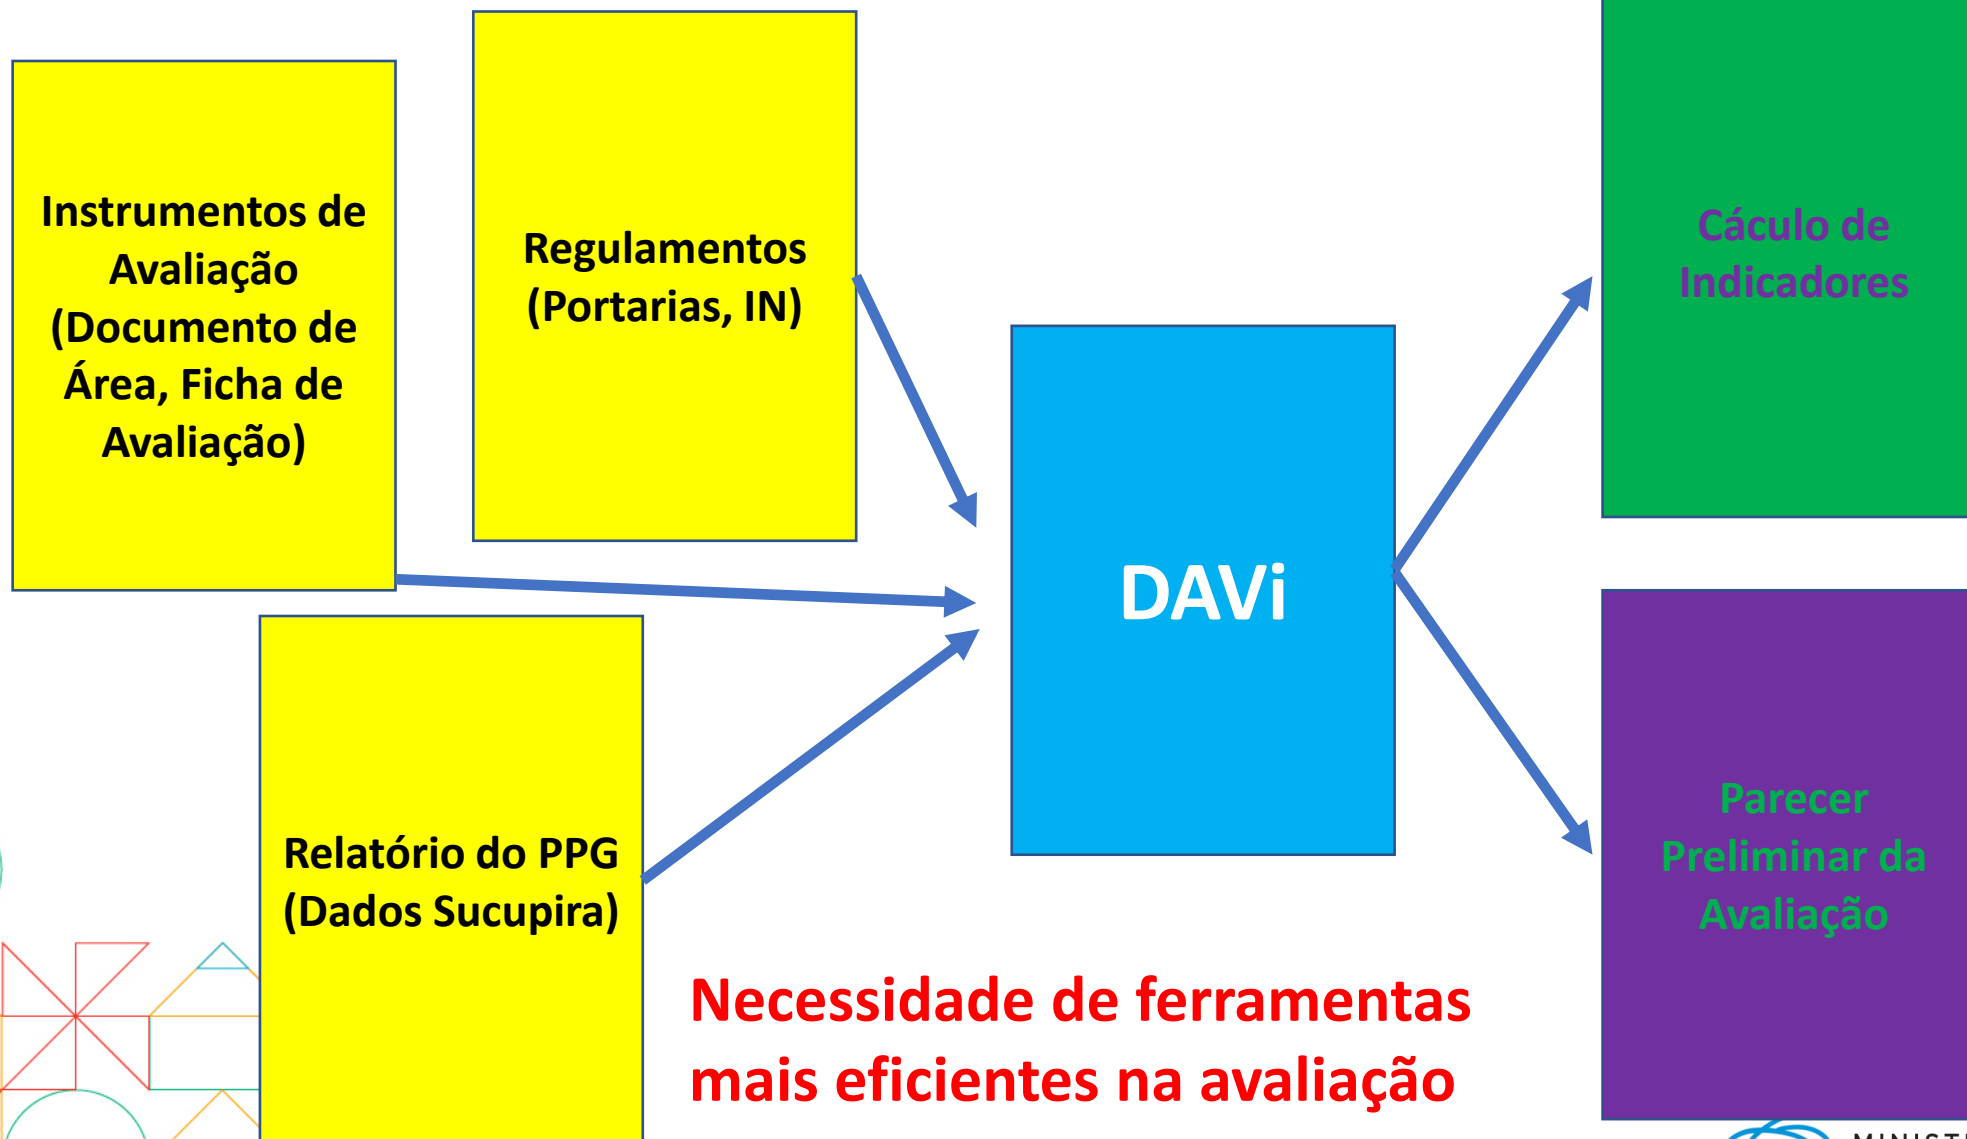 Instrumentos de
Avaliação
(Documento de
Área, Ficha de
Avaliação)
Regulamentos
(Portarias, IN)
Relatório do PPG
(Dados Sucupira)
DAVi
Cáculo de
Indicadores
Parecer
Preliminar da
Avaliação
Necessidade de ferramentas
mais eficientes na avaliação